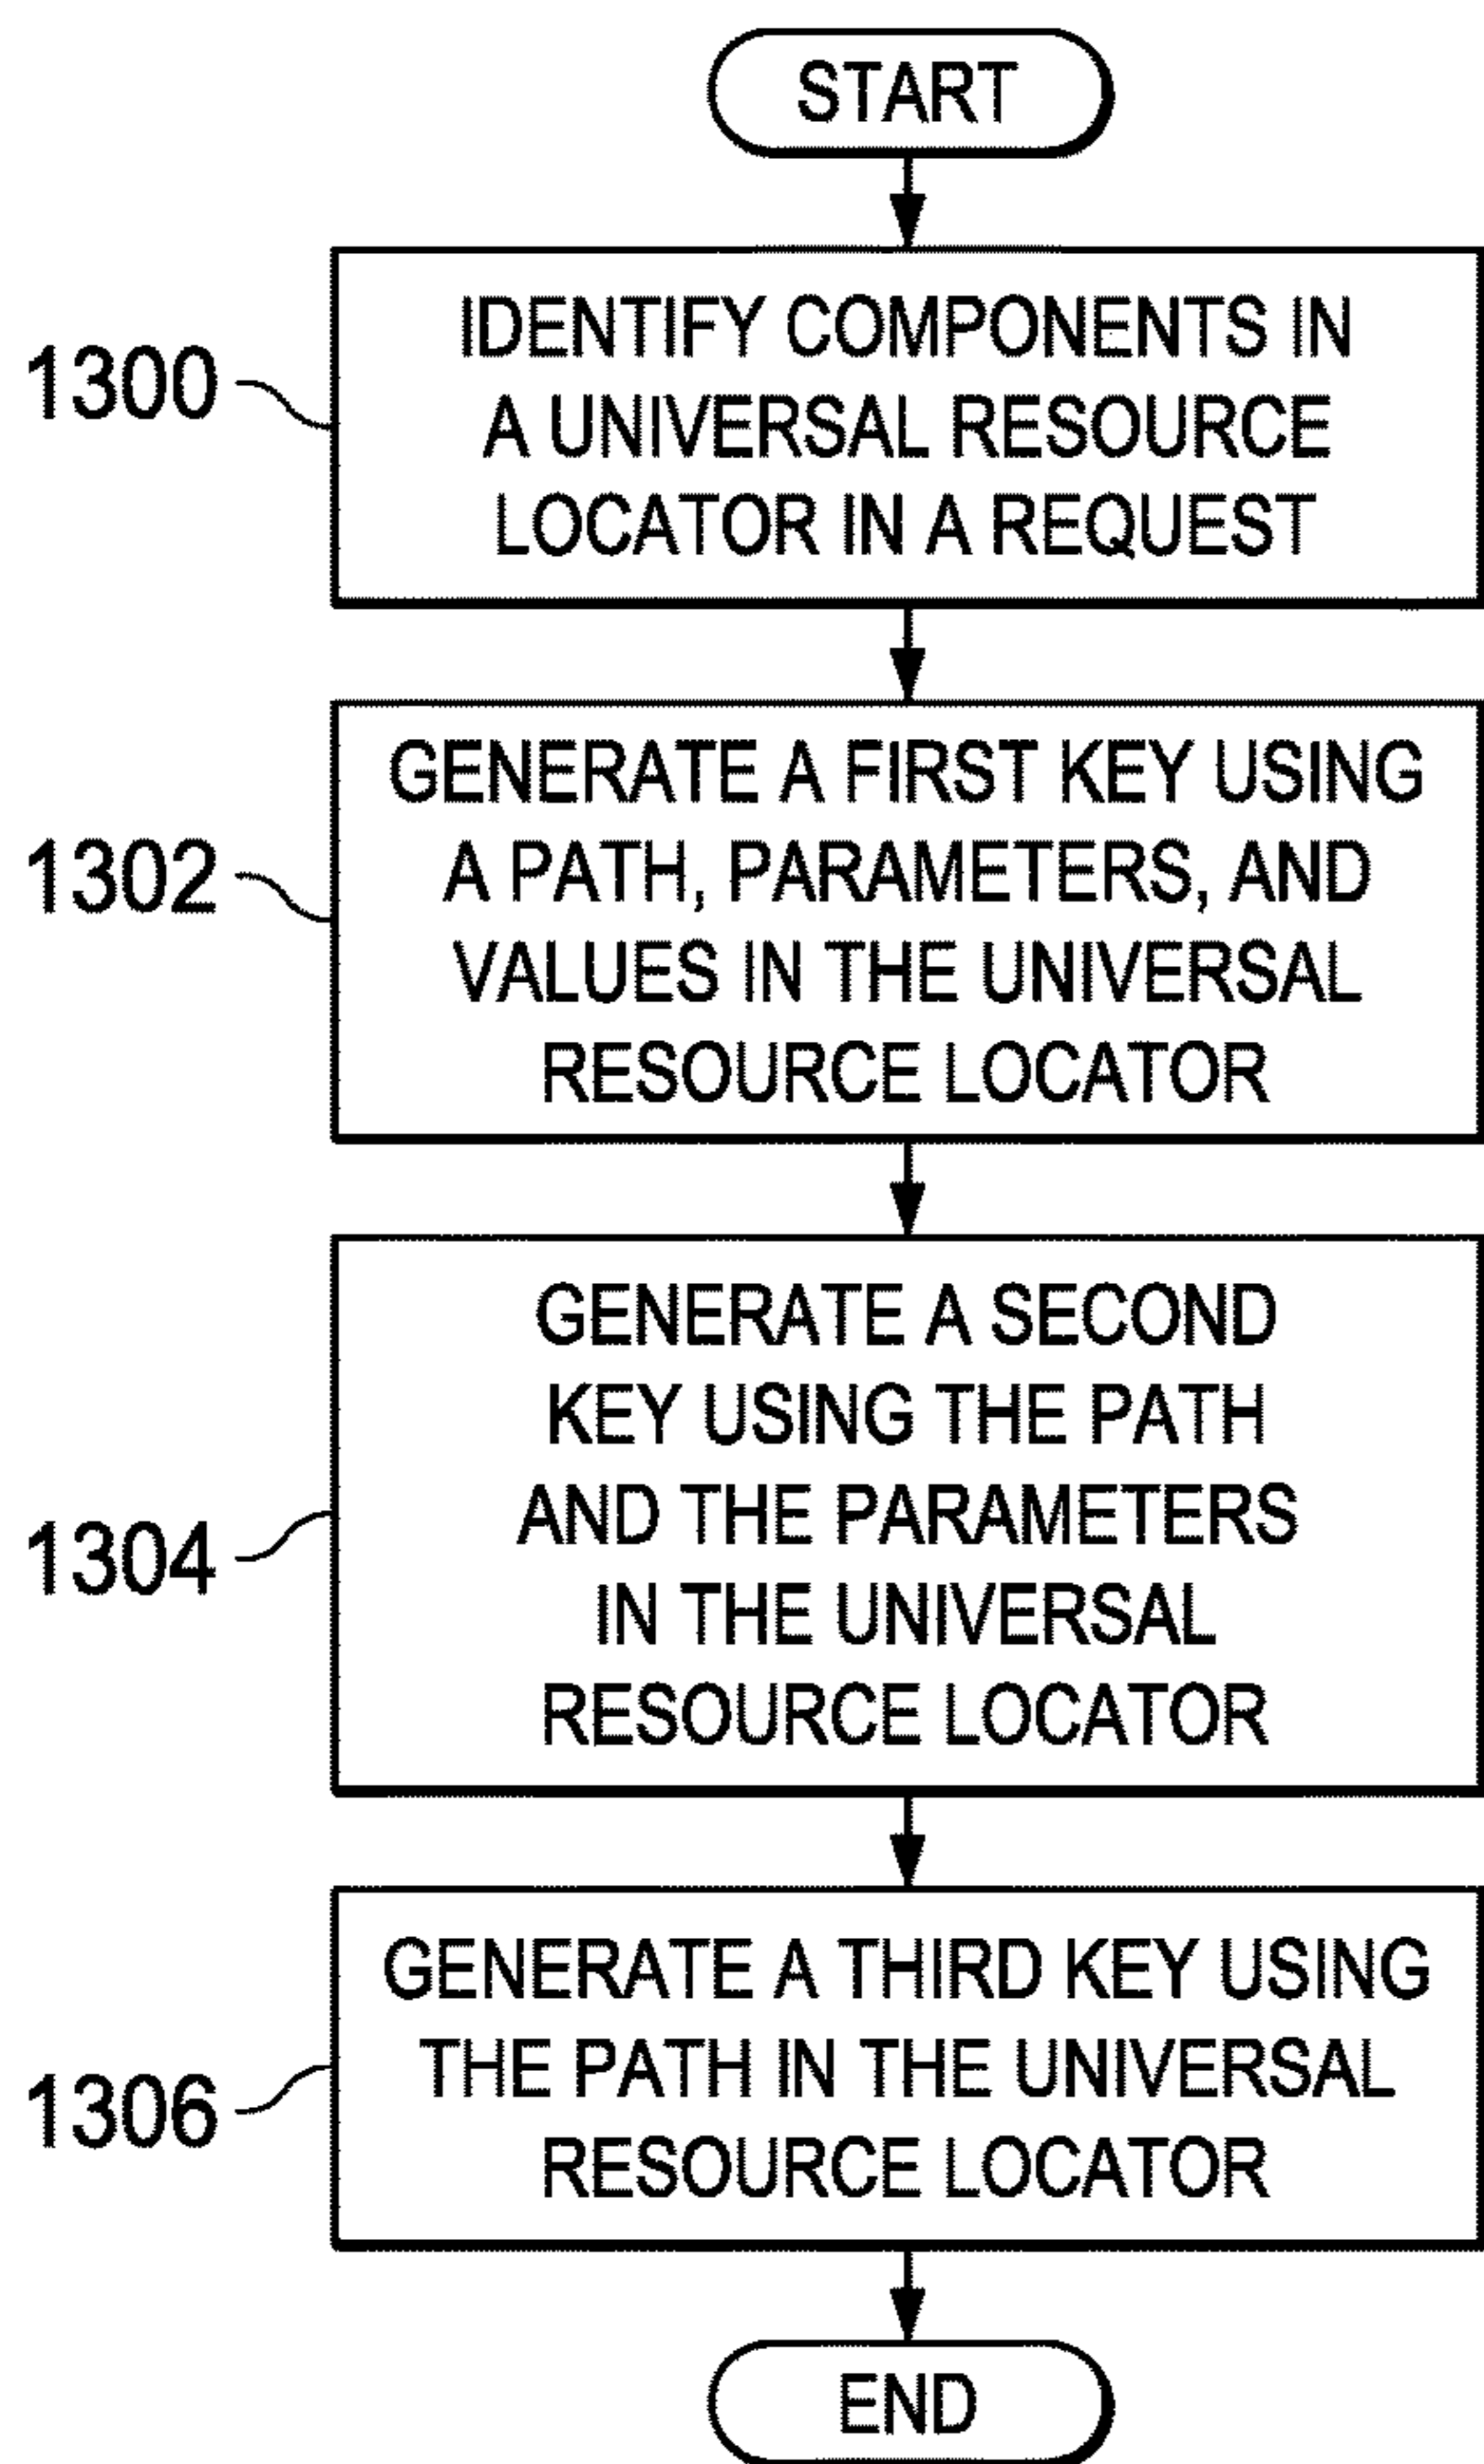 START
1300
IDENTIFY COMPONENTS IN
A UNIVERSAL RESOURCE
LOCATOR IN A REQUEST
1302
GENERATE A FIRST KEY USING
A PATH, PARAMETERS, AND
VALUES IN THE UNIVERSAL
RESOURCE LOCATOR
1304
GENERATE A SECOND
KEY USING THE PATH
AND THE PARAMETERS
IN THE UNIVERSAL
RESOURCE LOCATOR
1306
GENERATE A THIRD KEY USING
THE PATH IN THE UNIVERSAL
RESOURCE LOCATOR
END